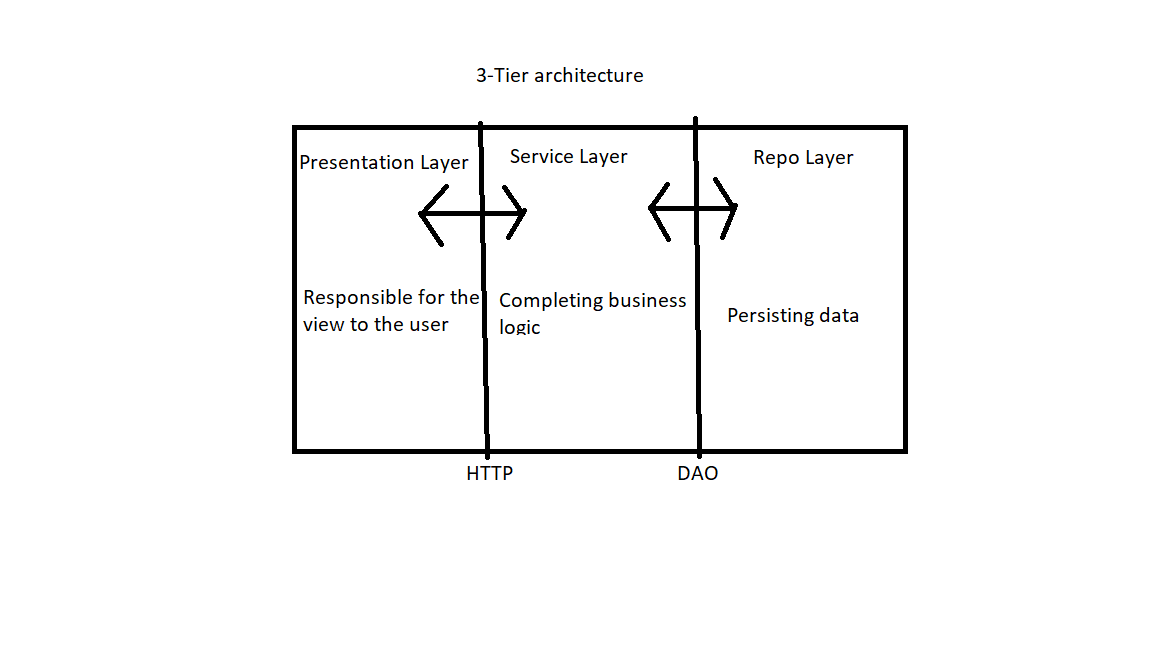 3-Tier architecture
Presentation Layer
Service Layer
Repo Layer
Responsible for the
view to the user
Completing business
logic
Persisting data
HTTP
DAO